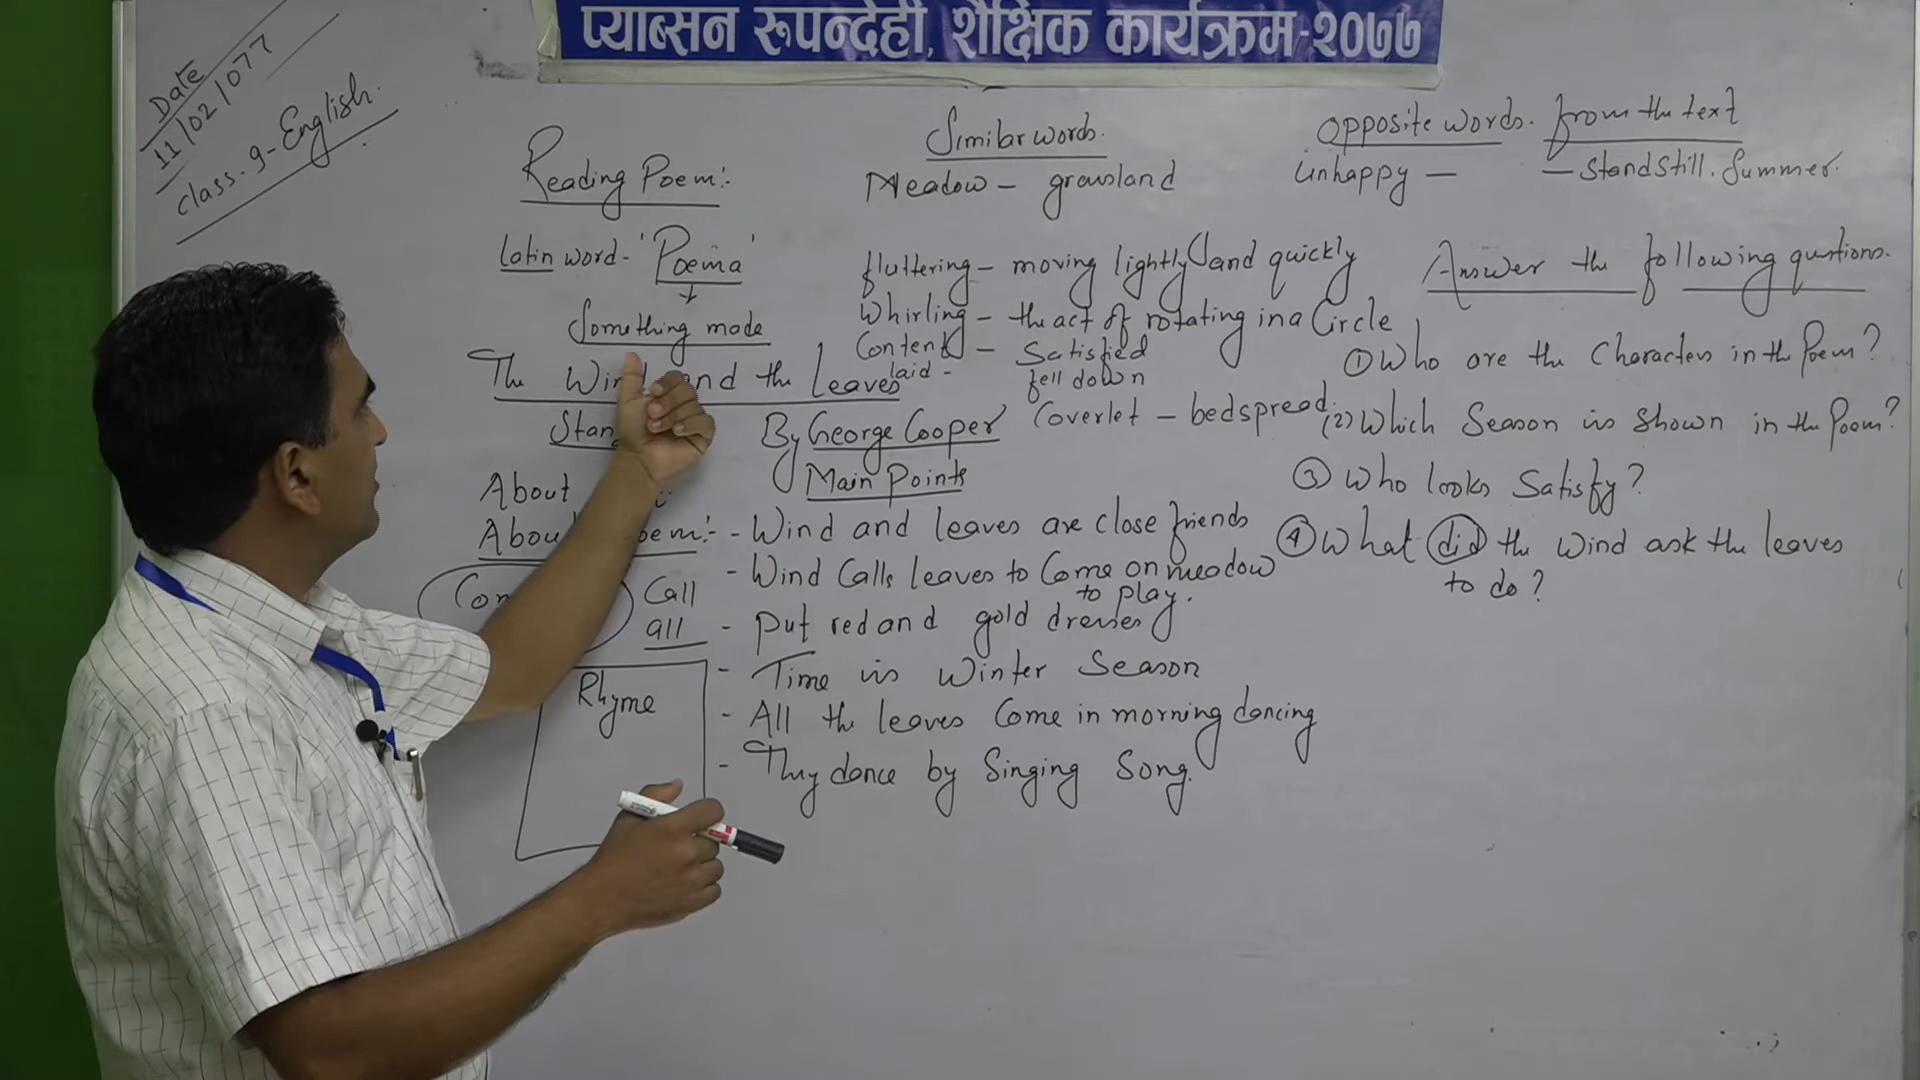 प्याब्सन रुपन्देही, शैक्षिक कार्यक्रम-२०७७
Date
11/02/077
class-9-English.
Reading Poem:-
Latin word - 'Poema'
Something made
The Wind and the Leaves
By George Cooper
About
About Poem:-
Call
all
Rhyme
Similar words.
Meadow - grassland
fluttering - moving lightly and quickly
Whirling - the act of rotating in a Circle
Content - Satisfied
laid - fell down
Coverlet - bedspread
Main Points
- Wind and leaves are close friends
- Wind Calls leaves to Come on meadow
to play.
- Put red and gold dresses
- Time is Winter Season
- All the leaves Come in morning dancing
- They dance by Singing Song.
Opposite words. from the text
unhappy - - Standstill. Summer.
Answer the following qustions.
① Who are the Characters in the Poem?
(2) Which Season is Shown in the Poem?
③ Who looks Satisfy?
④ What did the Wind ask the leaves
to do?